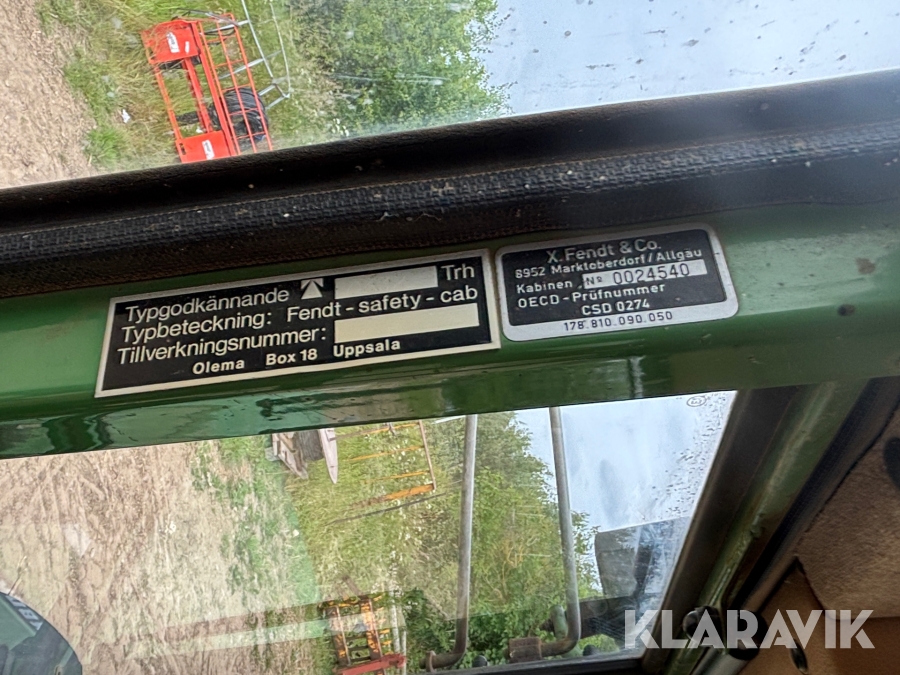 Typgodkännande Trh
Typbeteckning: Fendt-safety-cab
Tillverkningsnummer:
Olema Box 18 Uppsala
X. Fendt & Co.
8952 Marktoberdorf/Allgäu
Kabinen Nº 0024540
OECD-Prüfnummer
CSD 0274
178.810.090.050
KLARAVIK